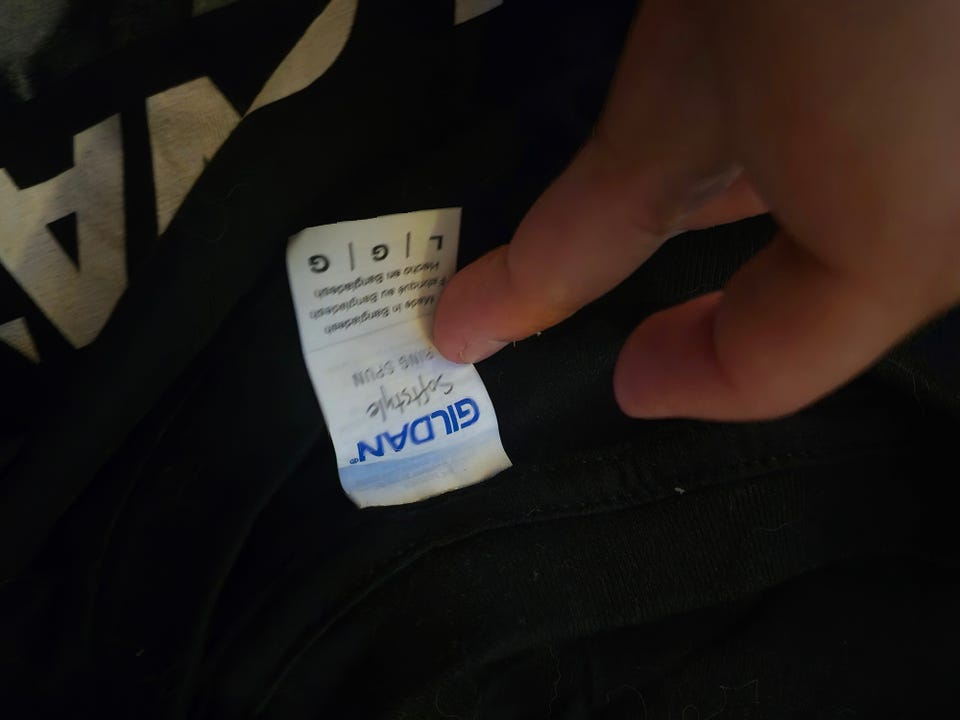 GILDAN®
Softstyle
RING SPUN
Made in Bangladesh
Fabriqué au Bangladesh
Hecho en Bangladesh
L | G | G